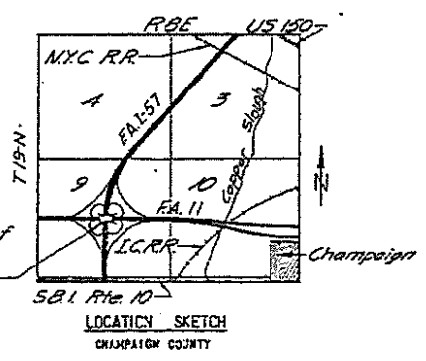 R8E
US 150
N.Y.C. R.R.
4
3
F.A.I-57
Copper Slough
T 19-N.
9
10
N
F.A. 11
of
I.C.R.R.
Champaign
S.B.I. Rte. 10
LOCATION SKETCH
CHAMPAIGN COUNTY